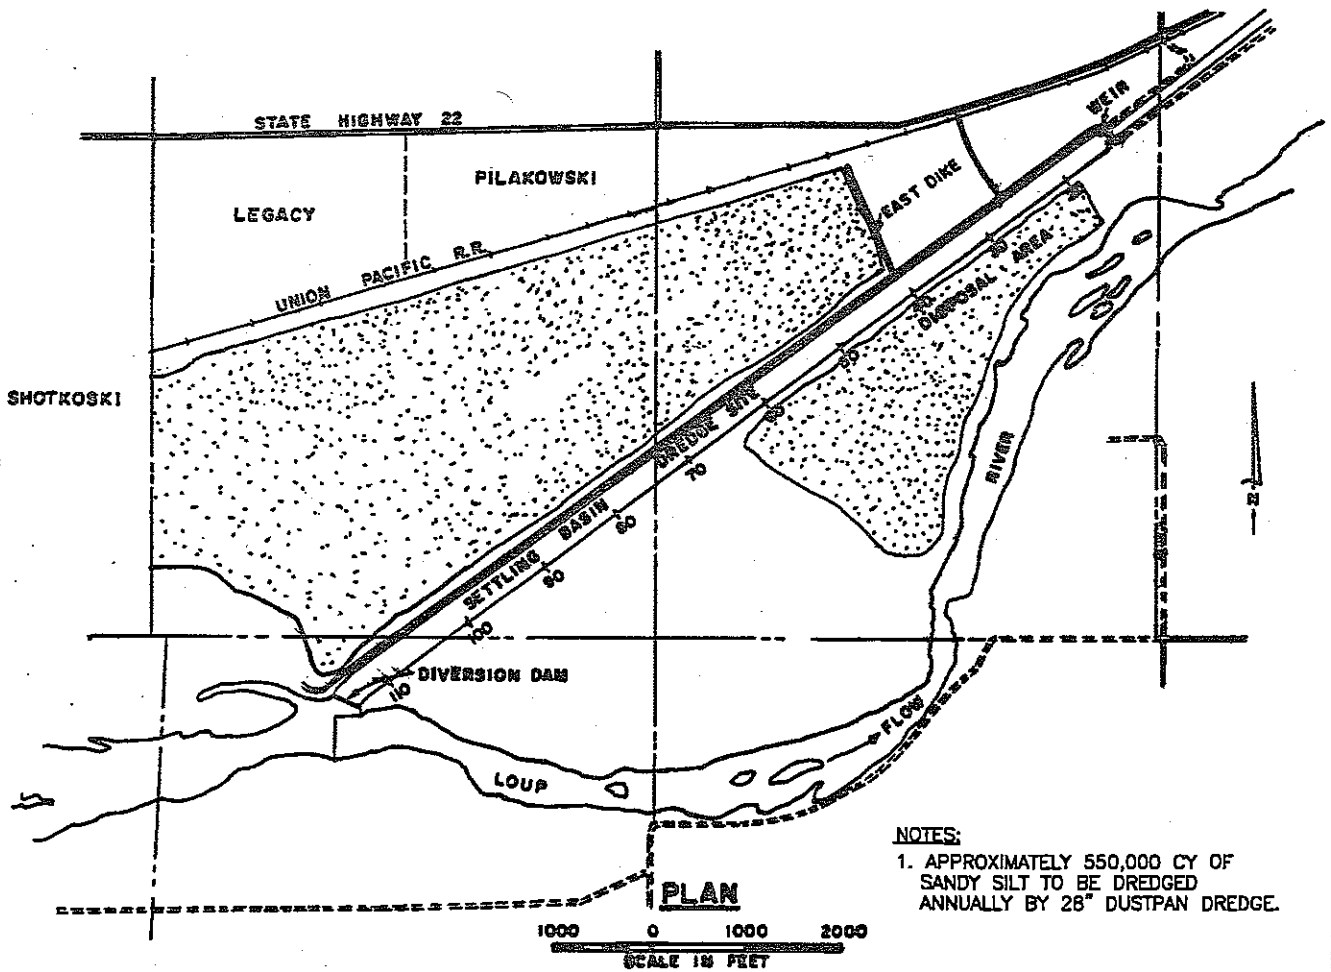 STATE HIGHWAY 22
WEIR
PILAKOWSKI
LEGACY
EAST DIKE
UNION PACIFIC R.R.
DISPOSAL AREA
SHOTKOSKI
DREDGE SITE
70
RIVER
N
SETTLING BASIN
80
90
100
DIVERSION DAM
110
FLOW
LOUP
NOTES:
1. APPROXIMATELY 550,000 CY OF
SANDY SILT TO BE DREDGED
ANNUALLY BY 28" DUSTPAN DREDGE.
PLAN
1000 0 1000 2000
SCALE IN FEET